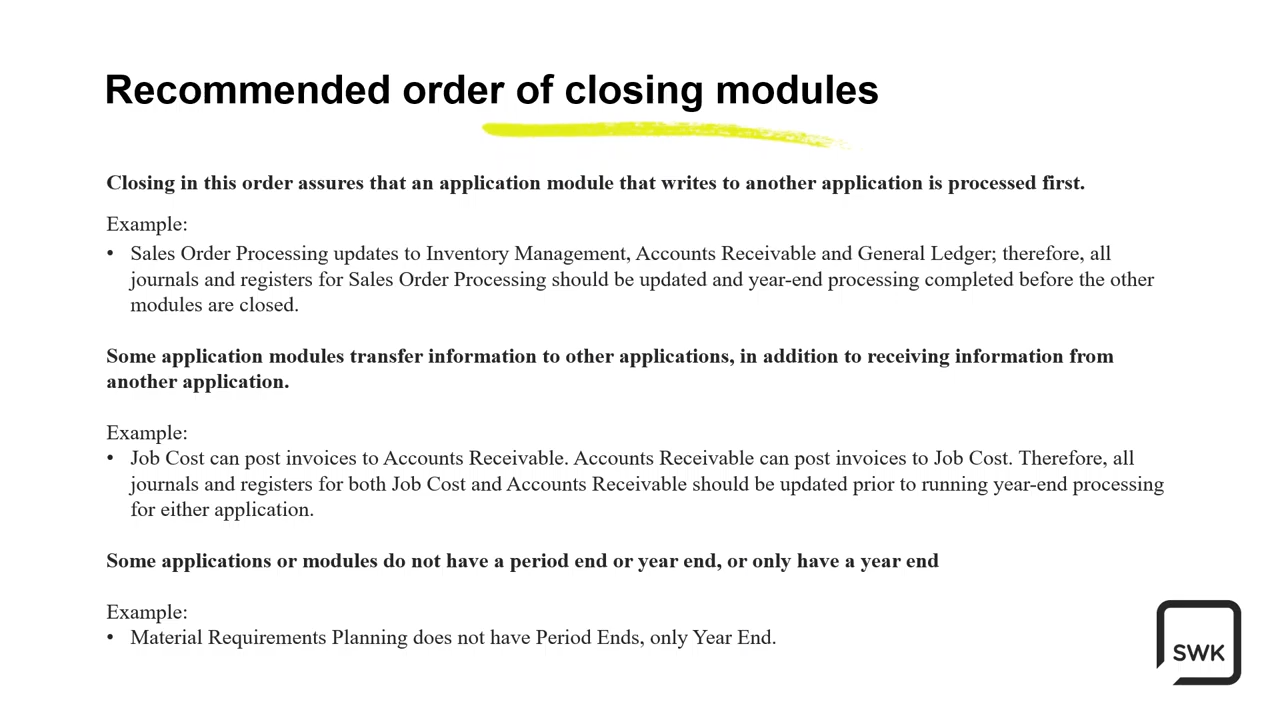 Recommended order of closing modules
Closing in this order assures that an application module that writes to another application is processed first.
Example:
• Sales Order Processing updates to Inventory Management, Accounts Receivable and General Ledger; therefore, all
journals and registers for Sales Order Processing should be updated and year-end processing completed before the other
modules are closed.
Some application modules transfer information to other applications, in addition to receiving information from
another application.
Example:
• Job Cost can post invoices to Accounts Receivable. Accounts Receivable can post invoices to Job Cost. Therefore, all
journals and registers for both Job Cost and Accounts Receivable should be updated prior to running year-end processing
for either application.
Some applications or modules do not have a period end or year end, or only have a year end
Example:
• Material Requirements Planning does not have Period Ends, only Year End.
SWK